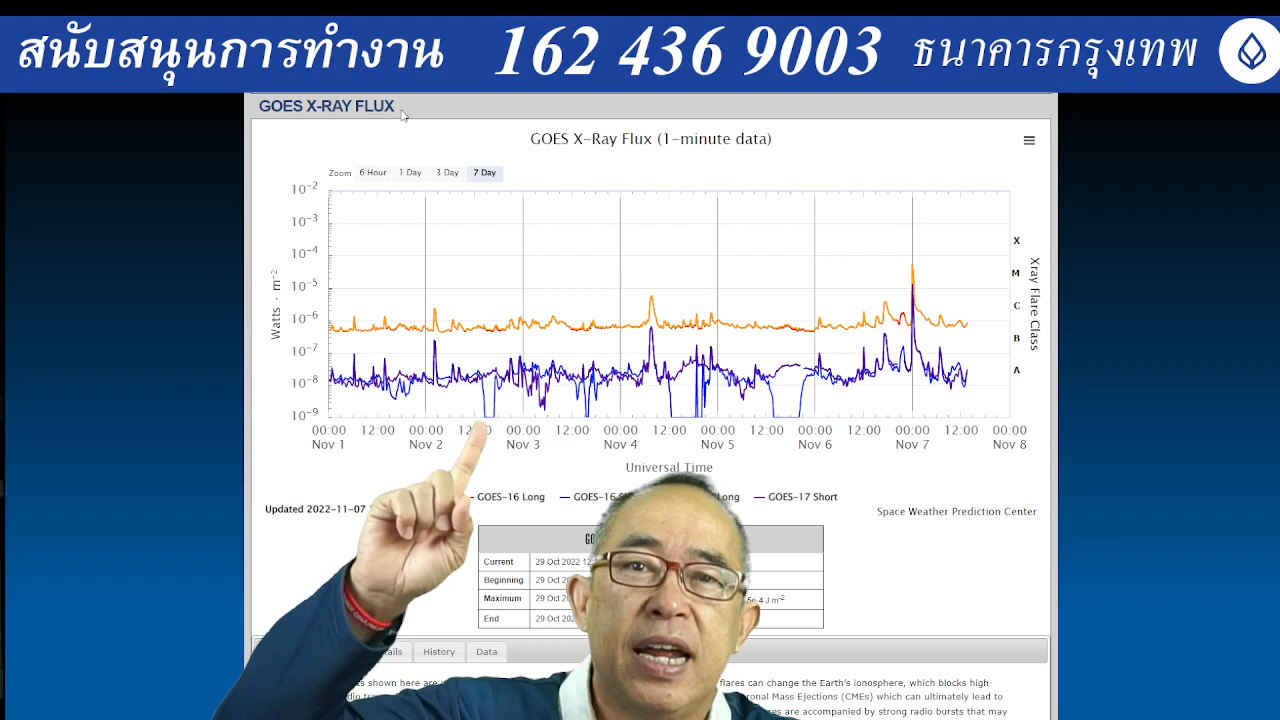 สนับสนุนการทำงาน 162 436 9003 ธนาคารกรุงเทพ
GOES X-RAY FLUX
GOES X-Ray Flux (1-minute data)
Zoom 6 Hour 1 Day 3 Day 7 Day
10-2
10-3
10-4
10-5
10-6
10-7
10-8
10-9
Watts · m-2
X
M
C
B
A
Xray Flare Class
00:00 12:00 00:00 00:00 12:00 00:00 12:00 00:00 12:00 00:00 12:00 00:00 12:00 00:00
Nov 1 Nov 2 Nov 3 Nov 4 Nov 5 Nov 6 Nov 7 Nov 8
Universal Time
GOES-16 Long GOES-16 Long GOES-17 Short
Updated 2022-11-07
Space Weather Prediction Center
Current 29 Oct 2022
Beginning 29 Oct
Maximum 29 Oct J m-2
End 29 Oct
History Data
shown here are flares can change the Earth's ionosphere, which blocks high-
Mass Ejections (CMEs) which can ultimately lead to
are accompanied by strong radio bursts that may